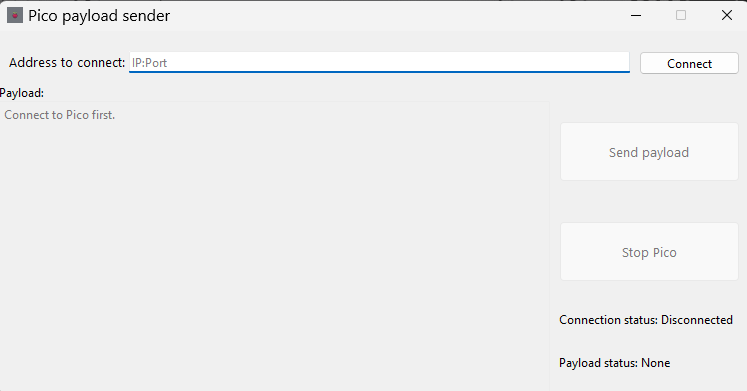 Pico payload sender
Address to connect: IP:Port Connect
Payload:
Connect to Pico first.
Send payload
Stop Pico
Connection status: Disconnected
Payload status: None